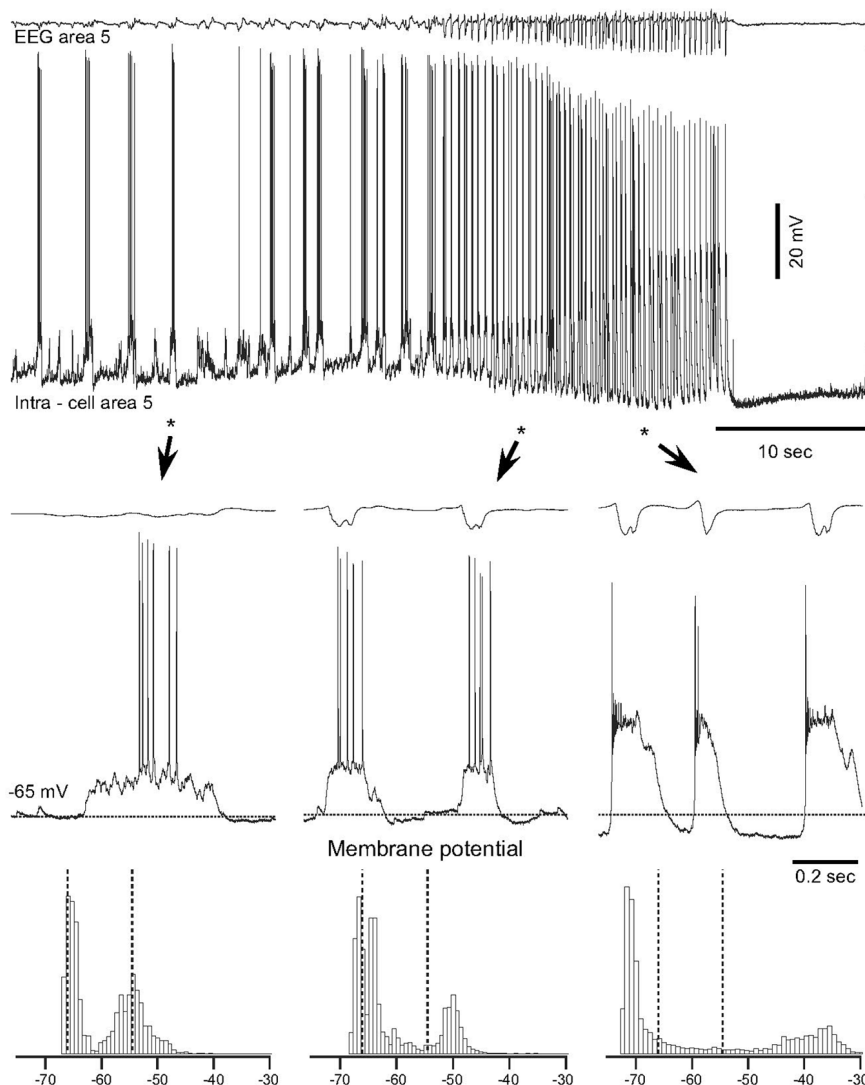 EEG area 5
20 mV
Intra - cell area 5
10 sec
*
*
*
-65 mV
Membrane potential
0.2 sec
-70 -60 -50 -40 -30
-70 -60 -50 -40 -30
-70 -60 -50 -40 -30